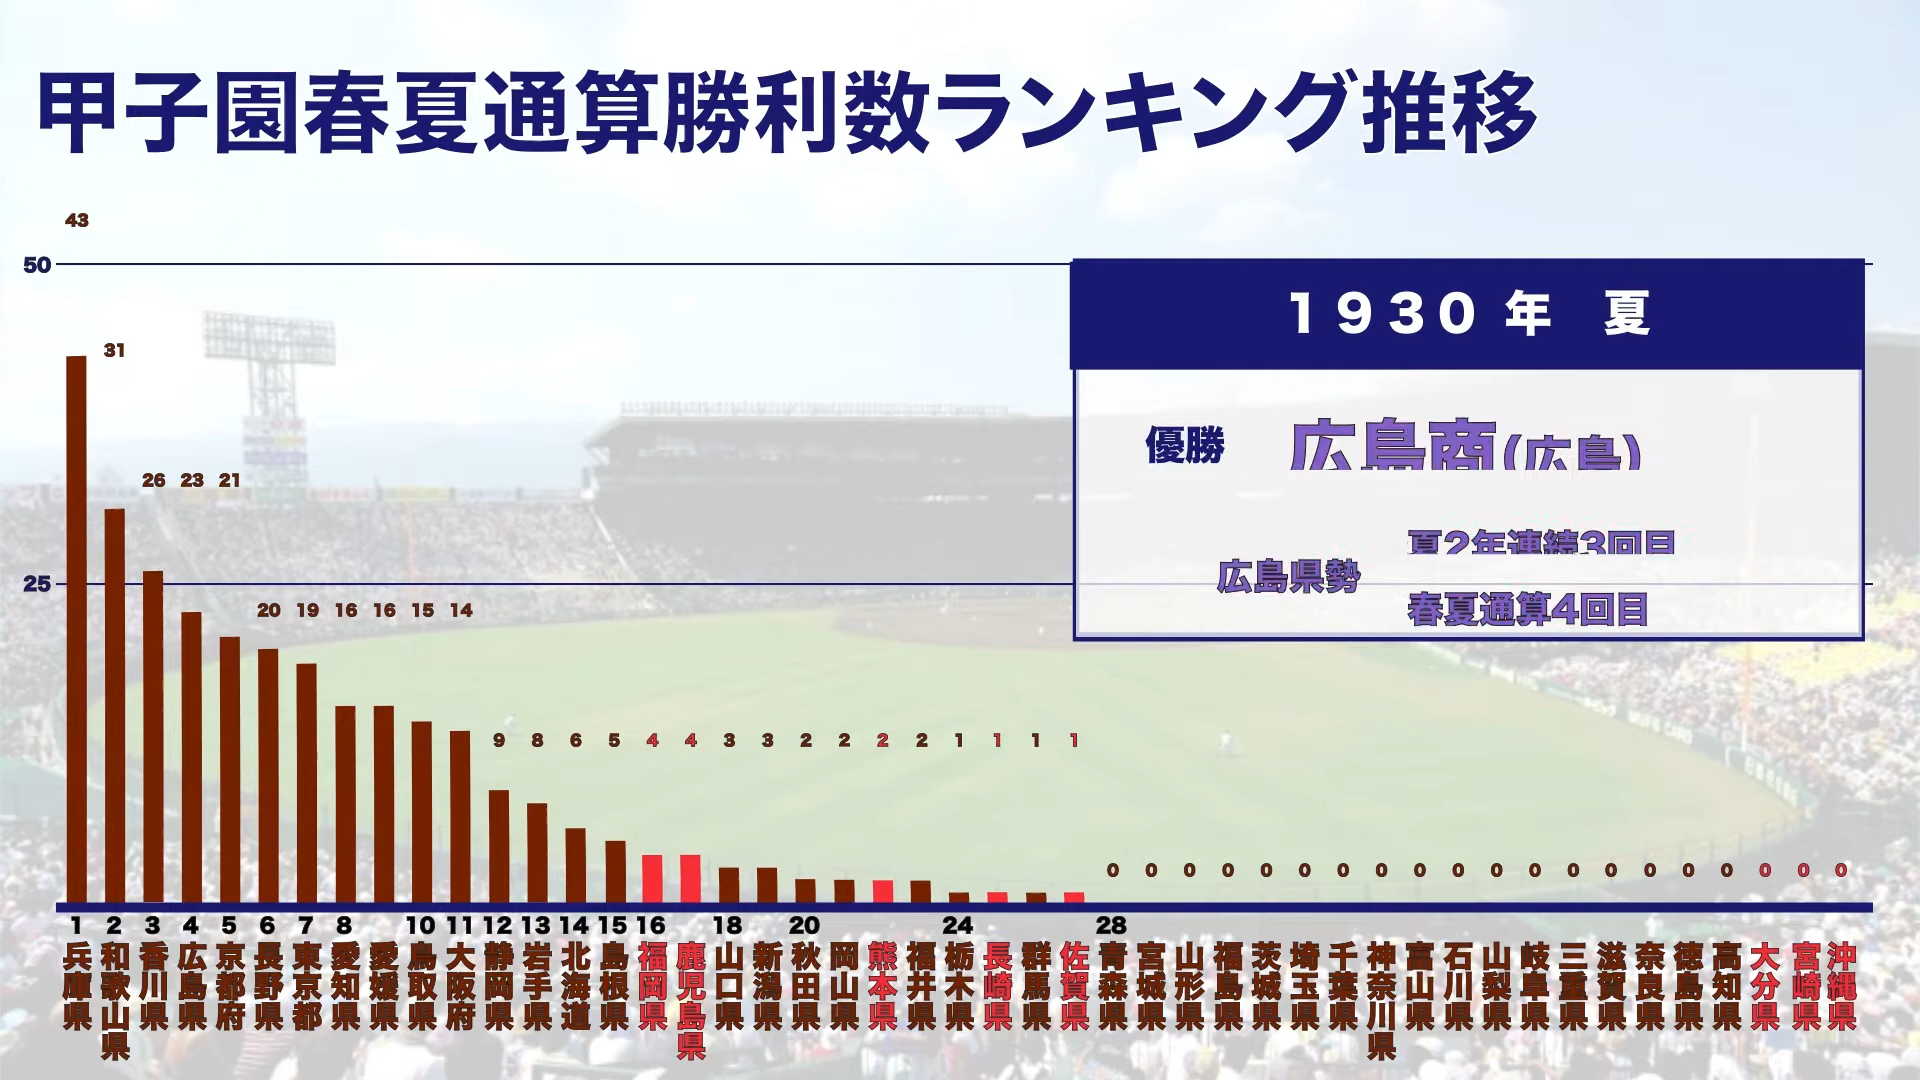 甲子園春夏通算勝利数ランキング推移
43
50
1930年 夏
31
優勝 広島商(広島)
26 23 21
夏2年連続3回目
広島県勢
25
春夏通算4回目
20 19 16 16 15 14
9 8 6 5 4 4 3 3 2 2 2 2 1 1 1 1
0 0 0 0 0 0 0 0 0 0 0 0 0 0 0 0 0 0 0 0
1 2 3 4 5 6 7 8 10 11 12 13 14 15 16 18 20 24 28
兵庫県 和歌山県 香川県 広島県 京都府 長野県 東京都 愛知県 愛媛県 鳥取県 大阪府 静岡県 岩手県 北海道 島根県 福岡県 鹿児島県 山口県 新潟県 秋田県 岡山県 熊本県 福井県 栃木県 長崎県 群馬県 佐賀県 青森県 宮城県 山形県 福島県 茨城県 埼玉県 千葉県 神奈川県 富山県 石川県 山梨県 岐阜県 三重県 滋賀県 奈良県 徳島県 高知県 大分県 宮崎県 沖縄県